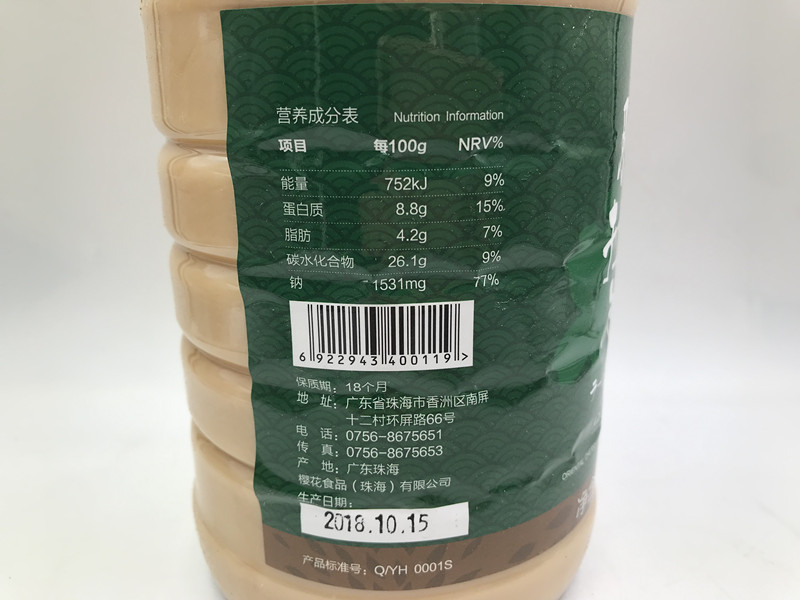 营养成分表 Nutrition Information
项目 每100g NRV%
能量 752kJ 9%
蛋白质 8.8g 15%
脂肪 4.2g 7%
碳水化合物 26.1g 9%
钠 1531mg 77%
6 922943 400119 >
保质期：18个月
地 址：广东省珠海市香洲区南屏
十二村环屏路66号
电 话：0756-8675651
传 真：0756-8675653
产 地：广东珠海
樱花食品（珠海）有限公司
生产日期：
2018.10.15
产品标准号：Q/YH 0001S